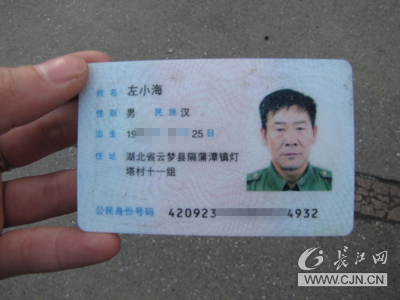 姓名 左小海
性别 男 民族 汉
出生 19 25日
住址 湖北省云梦县隔蒲潭镇灯
塔村十一组
公民身份号码 420923 4932
长江网
WWW.CJN.CN